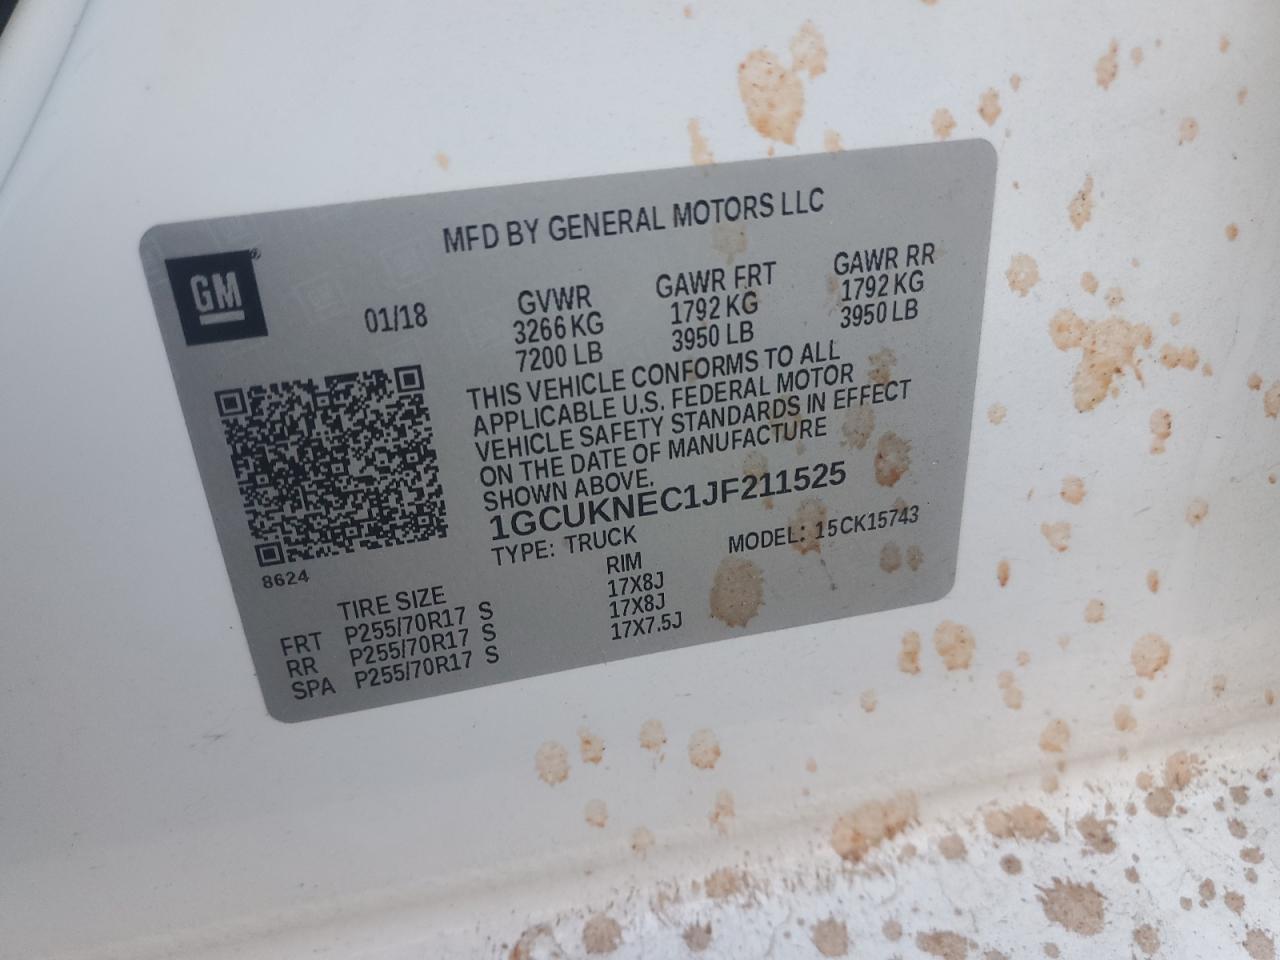 MFD BY GENERAL MOTORS LLC
GM®
01/18 GVWR GAWR FRT GAWR RR
3266 KG 1792 KG 1792 KG
7200 LB 3950 LB 3950 LB
THIS VEHICLE CONFORMS TO ALL
APPLICABLE U.S. FEDERAL MOTOR
VEHICLE SAFETY STANDARDS IN EFFECT
ON THE DATE OF MANUFACTURE
SHOWN ABOVE.
1GCUKNEC1JF211525
TYPE: TRUCK MODEL: 15CK15743
8624
TIRE SIZE RIM
FRT P255/70R17 S 17X8J
RR P255/70R17 S 17X8J
SPA P255/70R17 S 17X7.5J